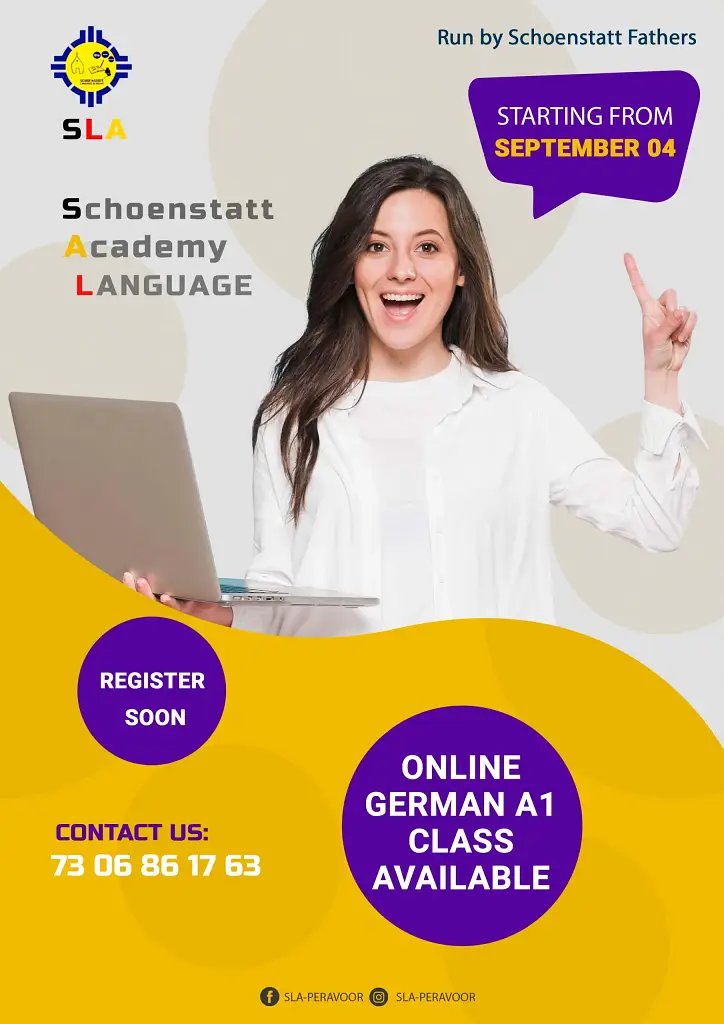 Run by Schoenstatt Fathers
SLA
STARTING FROM
SEPTEMBER 04
Schoenstatt
Academy
LANGUAGE
REGISTER
SOON
ONLINE
GERMAN A1
CLASS
AVAILABLE
CONTACT US:
73 06 86 17 63
SLA-PERAVOOR SLA-PERAVOOR